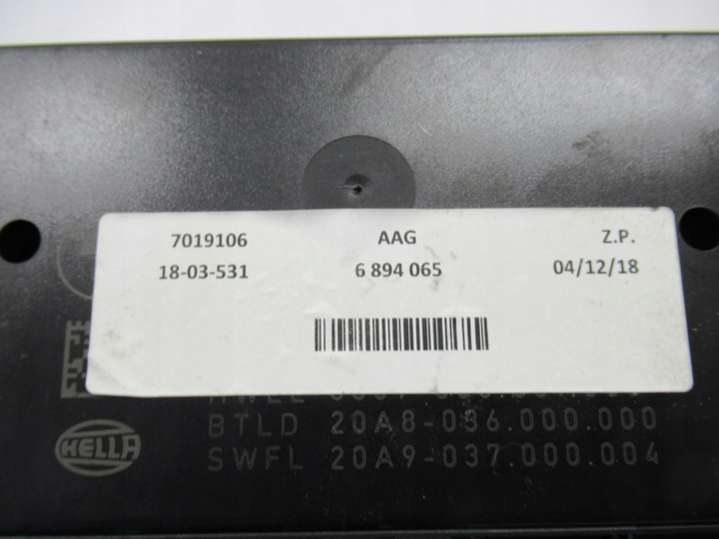 7019106 AAG Z.P.
18-03-531 6 894 065 04/12/18
BTLD 20A8-086.000.000
HELLA SWFL 20A9-037.000.004